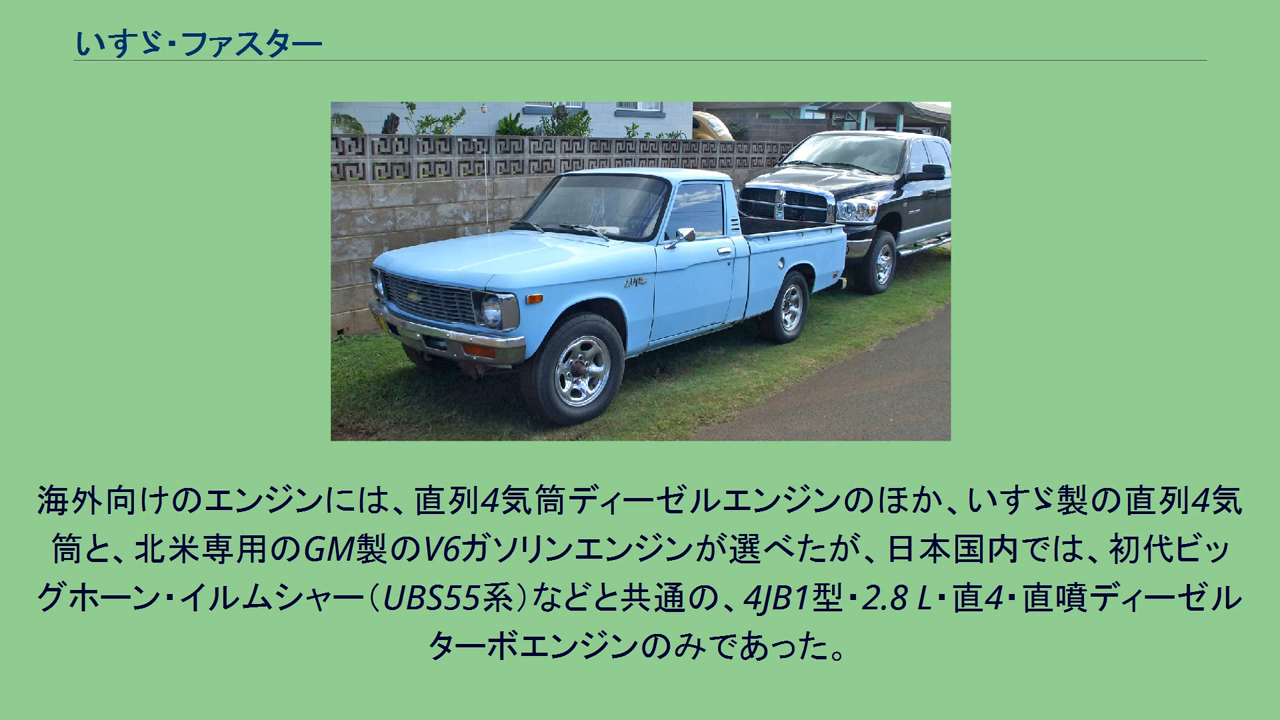 いすゞ・ファスター
海外向けのエンジンには、直列4気筒ディーゼルエンジンのほか、いすゞ製の直列4気
筒と、北米専用のGM製のV6ガソリンエンジンが選べたが、日本国内では、初代ビッ
グホーン・イルムシャー（UBS55系）などと共通の、4JB1型・2.8 L・直4・直噴ディーゼル
ターボエンジンのみであった。